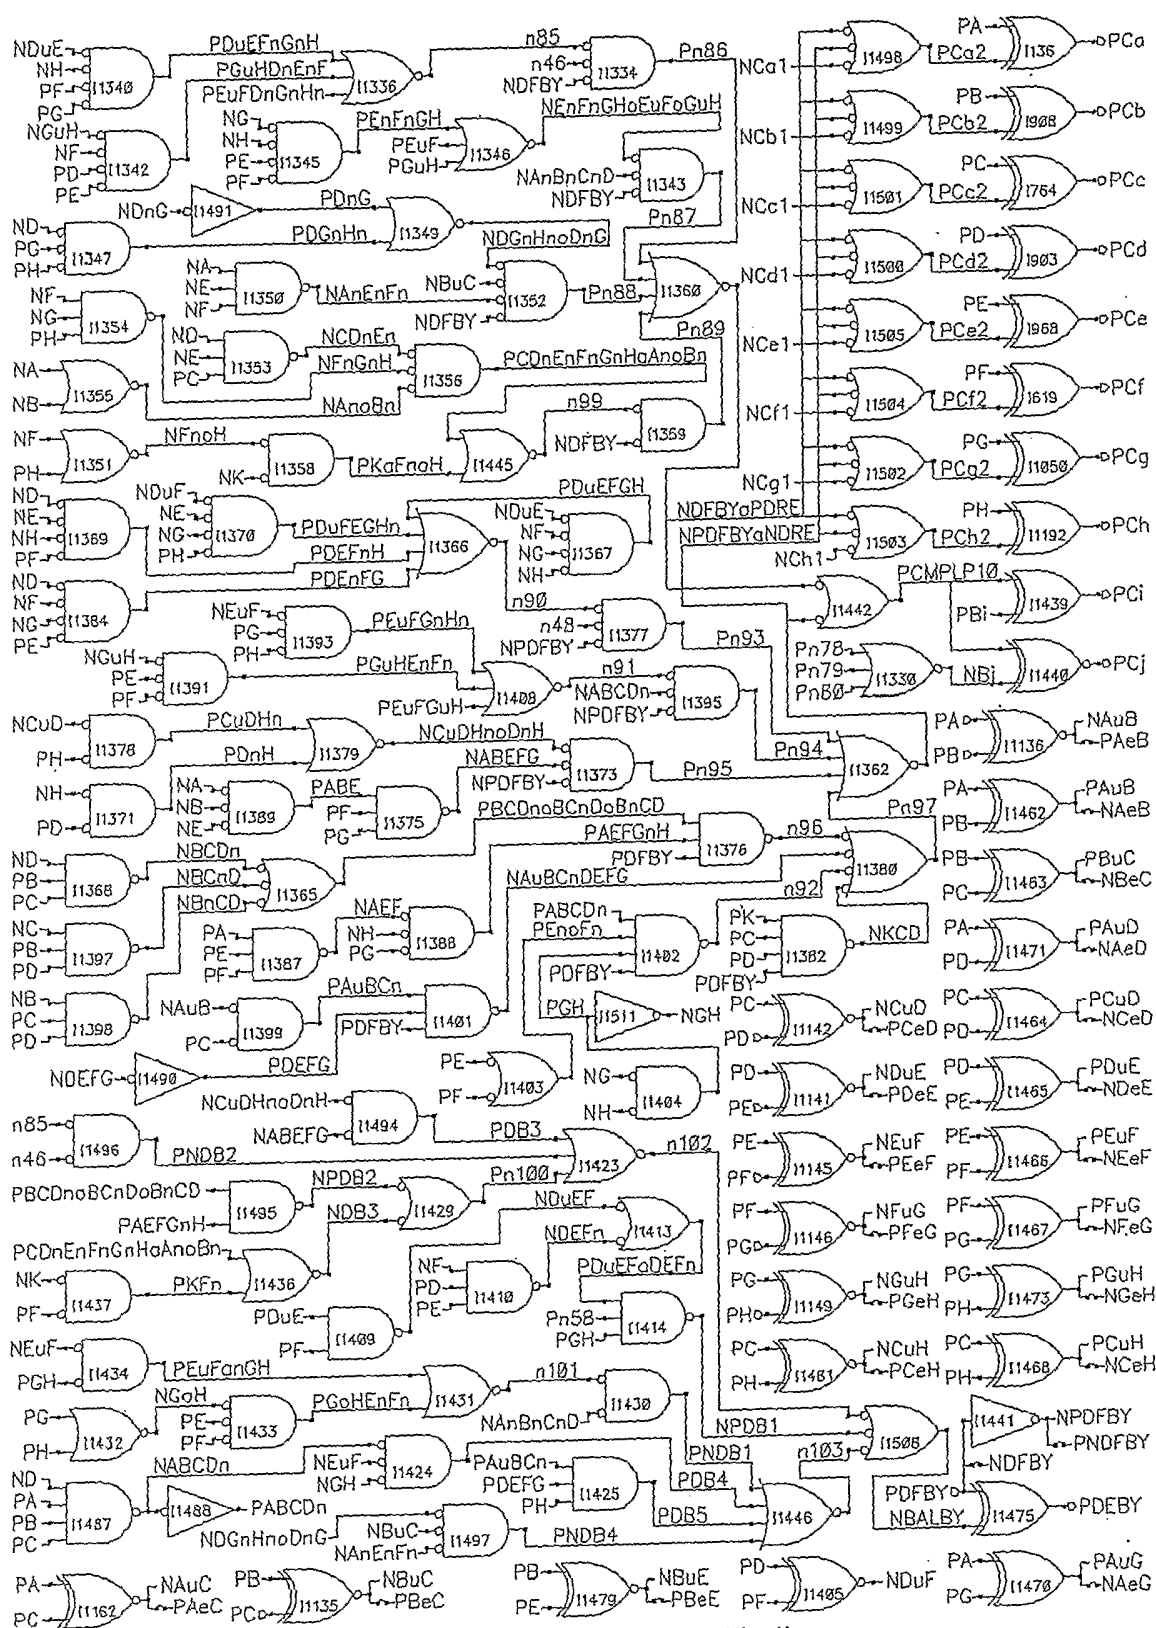 NDuE
NH
PF
PG
I1340
PDuEFnGnH
PGuHDnEnF
PEuFDnGnHn
I1336
n85
n46
NDFBY
I1334
Pn86
NGuH
NF
PD
PE
I1342
NG
NH
PE
PF
I1345
PEnFnGH
PEuF
PGuH
I1346
NEnFnGHoEuFoGuH
NAnBnCnD
NDFBY
I1343
Pn87
NDnG
I1491
PDnG
ND
PG
PH
I1347
PDGnHn
I1349
NDGnHnoDnG
NA
NE
NF
I1350
NAnEnFn
NBuC
NDFBY
I1352
Pn88
I1360
Pn89
NF
NG
PH
I1354
ND
NE
PC
I1353
NCDnEn
NFnGnH
NAnoBn
I1356
PCDnEnFnGnHaAnoBn
NA
NB
I1355
n99
NDFBY
I1359
NF
PH
I1351
NFnoH
NK
I1358
PKaFnoH
I1445
ND
NE
NH
PF
I1369
NDuF
NE
NG
PH
I1370
PDuFEGHn
PDEFnH
PDEnFG
I1366
PDuEFGH
NDuE
NF
NG
NH
I1367
ND
NF
NG
PE
I1384
NEuF
PG
PH
I1393
PEuFGnHn
n90
n48
NPDFBY
I1377
Pn93
NGuH
PE
PF
I1391
PGuHEnFn
PEuFGuH
I1408
n91
NABCDn
NPDFBY
I1395
Pn94
NCuD
PH
I1378
PCuDHn
PDnH
I1379
NCuDHnoDnH
NABEFG
NPDFBY
I1373
Pn95
I1362
Pn97
NH
PD
I1371
NA
NB
NE
I1389
PABE
PF
PG
I1375
PBCDnoBCnDoBnCD
PAEFGnH
PDFBY
I1376
n96
I1380
ND
PB
PC
I1368
NBCDn
NBCnD
NBnCD
I1365
NAuBCnDEFG
n92
NC
PB
PD
I1397
PA
PE
PF
I1387
NAEF
NH
PG
I1388
PABCDn
PEnoFn
PDFBY
I1402
PK
PC
PD
PDFBY
I1382
NKCD
NB
PC
PD
I1398
NAuB
PC
I1399
PAuBCn
PDFBY
I1401
PGH
I1511
NGH
NDEFG
I1490
PDEFG
PE
PF
I1403
NG
NH
I1404
n85
n46
I1496
PNDB2
NCuDHnoDnH
NABEFG
I1494
PDB3
Pn100
I1423
n102
PBCDnoBCnDoBnCD
PAEFGnH
I1495
NPDB2
NDB3
I1429
NDuEF
NDEFn
I1413
PCDnEnFnGnHaAnoBn
NK
PF
I1437
PKFn
I1436
NF
PD
PE
I1410
PDuEFoDEFn
PDuE
PF
I1409
Pn58
PGH
I1414
NEuF
PGH
I1434
PEuFanGH
I1431
n101
NAnBnCnD
I1430
PG
PH
I1432
NGoH
PE
PF
I1433
PGoHEnFn
NPDB1
PNDB1
I1506
n103
ND
PA
PB
PC
I1487
NABCDn
NEuF
NGH
I1424
PAuBCn
PDEFG
PH
I1425
PDB4
PDB5
I1446
I1488
PABCDn
NDGnHnoDnG
NBuC
NAnEnFn
I1497
PNDB4
PA
PC
I1162
NAuC
PAeC
PB
PC
I1135
NBuC
PBeC
PB
PE
I1479
NBuE
PBeE
PD
PF
I1405
NDuF
PA
PG
I1470
PAuG
NAeG
NCa1
I1498
PCa2
PA
I136
PCa
NCb1
I1499
PCb2
PB
I908
PCb
NCc1
I1501
PCc2
PC
I764
PCc
NCd1
I1500
PCd2
PD
I903
PCd
NCe1
I1505
PCe2
PE
I968
PCe
NCf1
I1504
PCf2
PF
I619
PCf
NCg1
I1502
PCg2
PG
I1050
PCg
NDFBYaPDRE
NPDFBYaNDRE
NCh1
I1503
PCh2
PH
I1192
PCh
I1442
PCMPLP10
PBi
I1439
PCi
Pn78
Pn79
Pn80
I1330
NBj
I1440
PCj
PA
PB
I1136
NAuB
PAeB
PA
PB
I1462
PAuB
NAeB
PB
PC
I1463
PBuC
NBeC
PA
PD
I1471
PAuD
NAeD
PC
PD
I1142
NCuD
PCeD
PC
PD
I1464
PCuD
NCeD
PD
PE
I1141
NDuE
PDeE
PD
PE
I1465
PDuE
NDeE
PE
PF
I1145
NEuF
PEeF
PE
PF
I1466
PEuF
NEeF
PF
PG
I1146
NFuG
PFeG
PF
PG
I1467
PFuG
NFeG
PG
PH
I1149
NGuH
PGeH
PG
PH
I1473
PGuH
NGeH
PC
PH
I1481
NCuH
PCeH
PC
PH
I1468
PCuH
NCeH
I1441
NPDFBY
PNDFBY
NDFBY
PDFBY
NBALBY
I1475
PDEBY